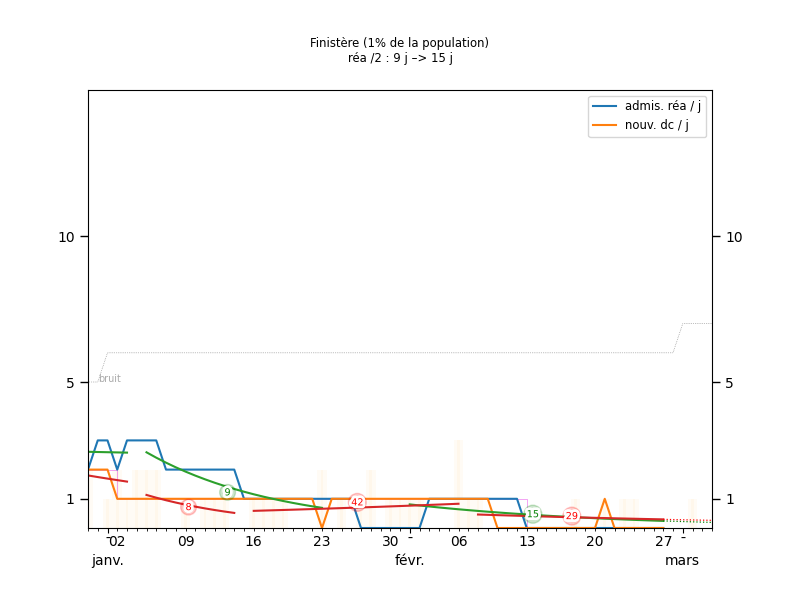 Finistère (1% de la population)
réa /2 : 9 j –> 15 j
admis. réa / j
nouv. dc / j
10 10
bruit
5 5
9
42
8
15
29
1 1
02 09 16 23 30 06 13 20 27
janv. févr. mars